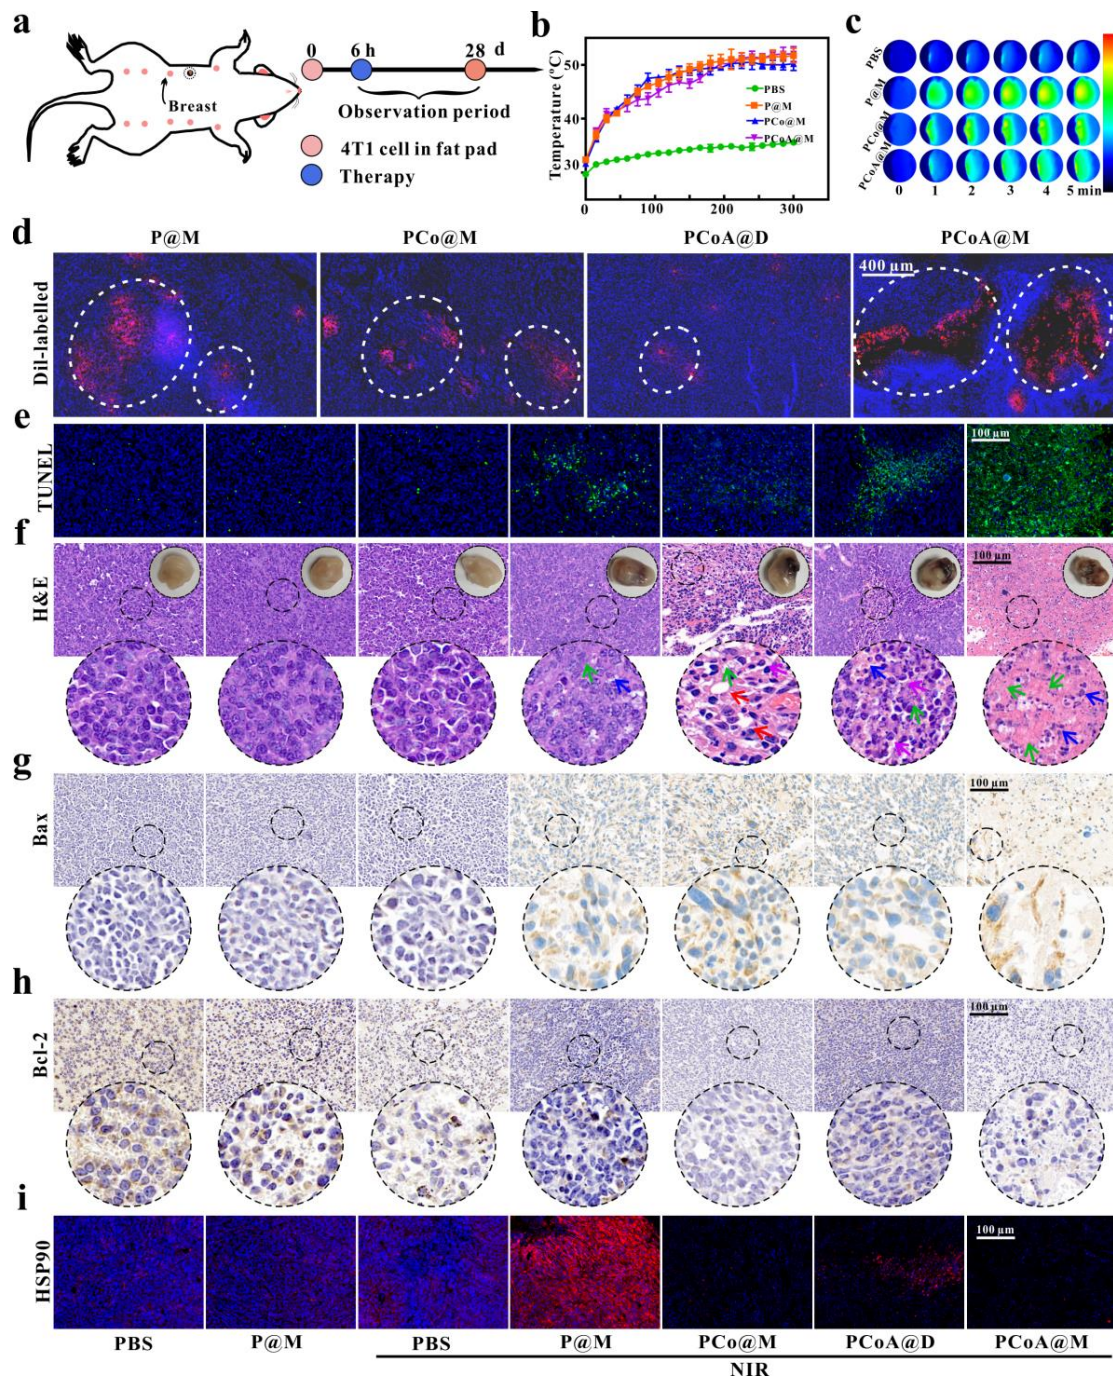 a
0
6 h
28
d
Observation period
Breast
4T1 cell in fat pad
Therapy
b
Temperature (°C)
50
40
30
0
100
200
300
PBS
P@M
PCo@M
PCoA@M
c
PBS
P@M
PCo@M
PCoA@M
0
1
2
3
4
5 min
d
P@M
PCo@M
PCoA@D
PCoA@M
Dil-labelled
400 µm
e
TUNEL
100 µm
f
H&E
100 µm
g
Bax
100 µm
h
Bcl-2
100 µm
i
HSP90
100 µm
PBS
P@M
PBS
P@M
PCo@M
PCoA@D
PCoA@M
NIR